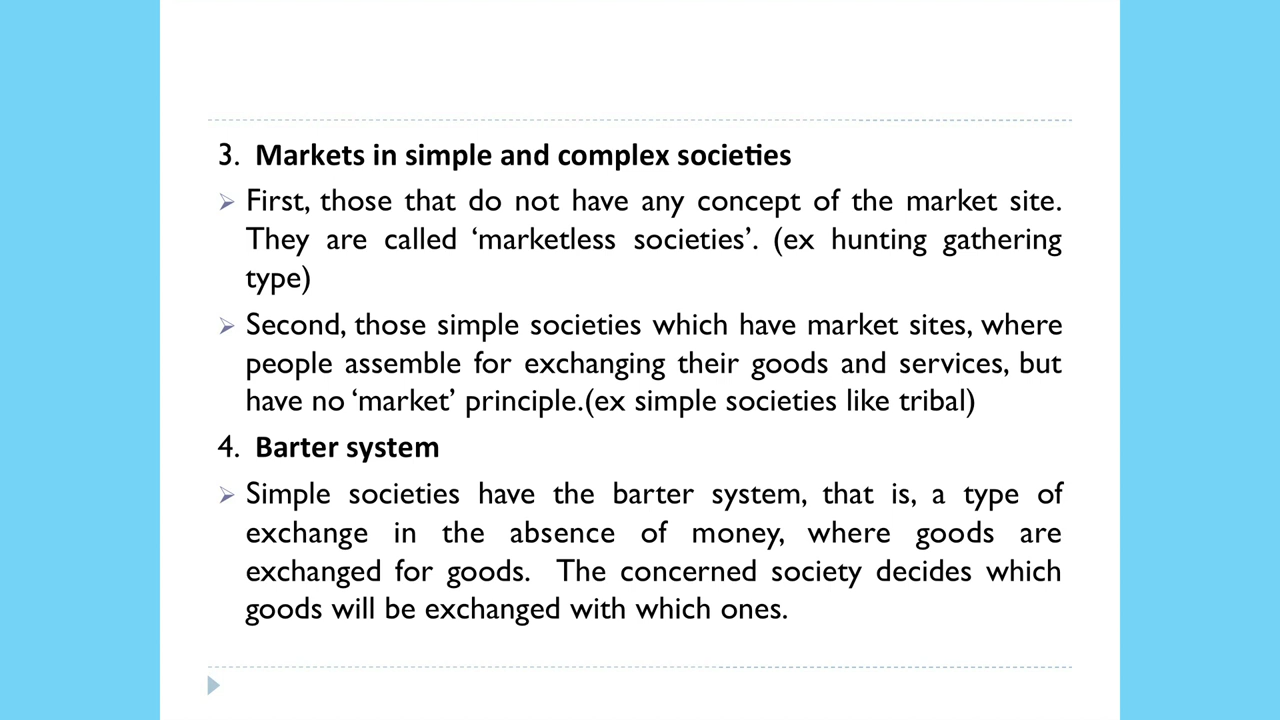 3. Markets in simple and complex societies
➢ First, those that do not have any concept of the market site.
They are called ‘marketless societies’. (ex hunting gathering
type)
➢ Second, those simple societies which have market sites, where
people assemble for exchanging their goods and services, but
have no ‘market’ principle.(ex simple societies like tribal)
4. Barter system
➢ Simple societies have the barter system, that is, a type of
exchange in the absence of money, where goods are
exchanged for goods. The concerned society decides which
goods will be exchanged with which ones.